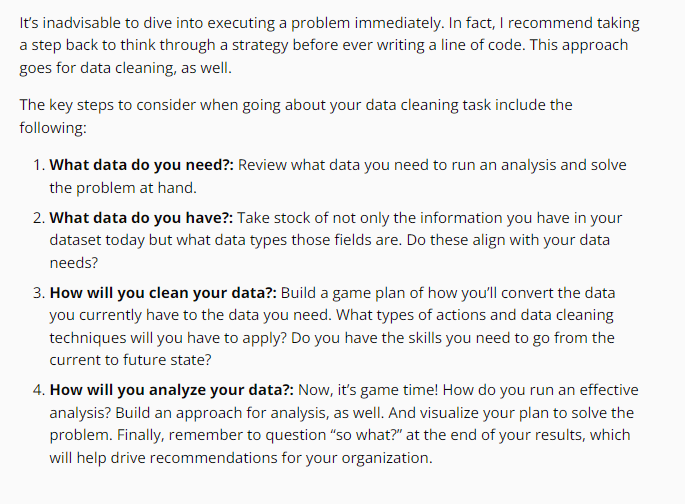 It’s inadvisable to dive into executing a problem immediately. In fact, I recommend taking
a step back to think through a strategy before ever writing a line of code. This approach
goes for data cleaning, as well.
The key steps to consider when going about your data cleaning task include the
following:
1. What data do you need?: Review what data you need to run an analysis and solve
the problem at hand.
2. What data do you have?: Take stock of not only the information you have in your
dataset today but what data types those fields are. Do these align with your data
needs?
3. How will you clean your data?: Build a game plan of how you’ll convert the data
you currently have to the data you need. What types of actions and data cleaning
techniques will you have to apply? Do you have the skills you need to go from the
current to future state?
4. How will you analyze your data?: Now, it’s game time! How do you run an effective
analysis? Build an approach for analysis, as well. And visualize your plan to solve the
problem. Finally, remember to question “so what?” at the end of your results, which
will help drive recommendations for your organization.